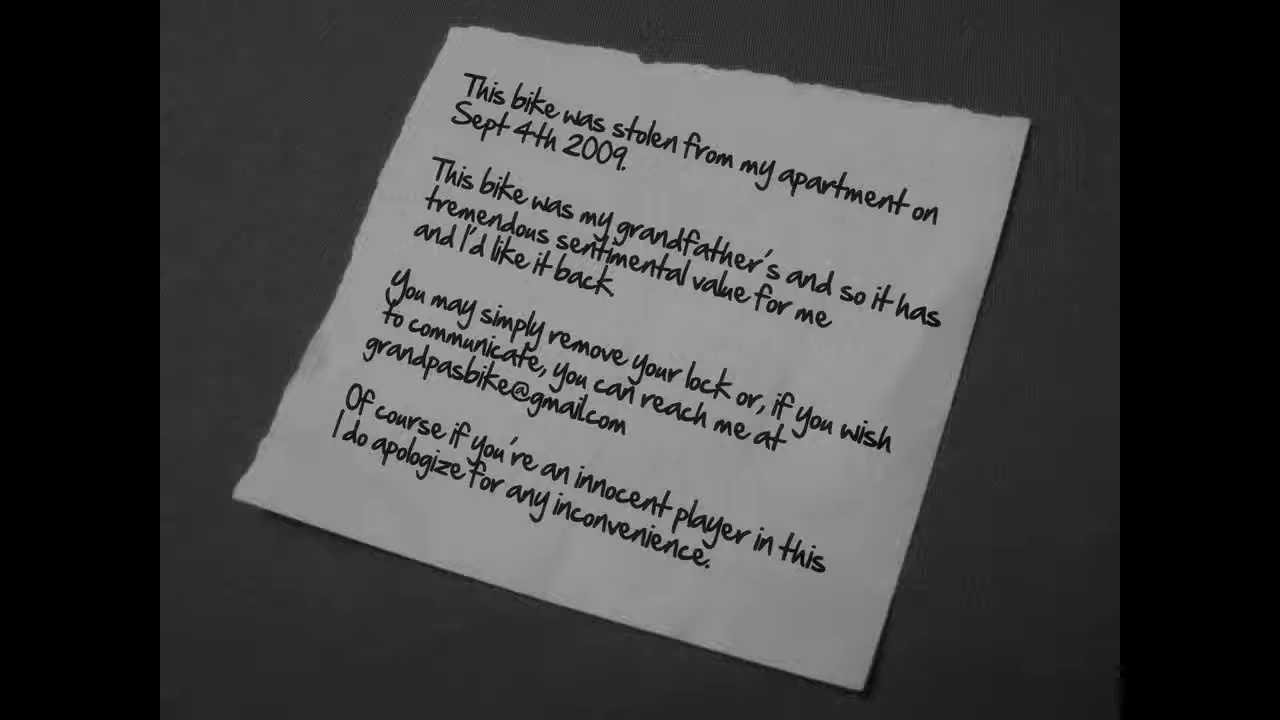 This bike was stolen from my apartment on
Sept 4th 2009.
This bike was my grandfather's and so it has
tremendous sentimental value for me
and I'd like it back
You may simply remove your lock or, if you wish
to communicate, you can reach me at
grandpasbike@gmail.com
Of course if you're an innocent player in this
I do apologize for any inconvenience.